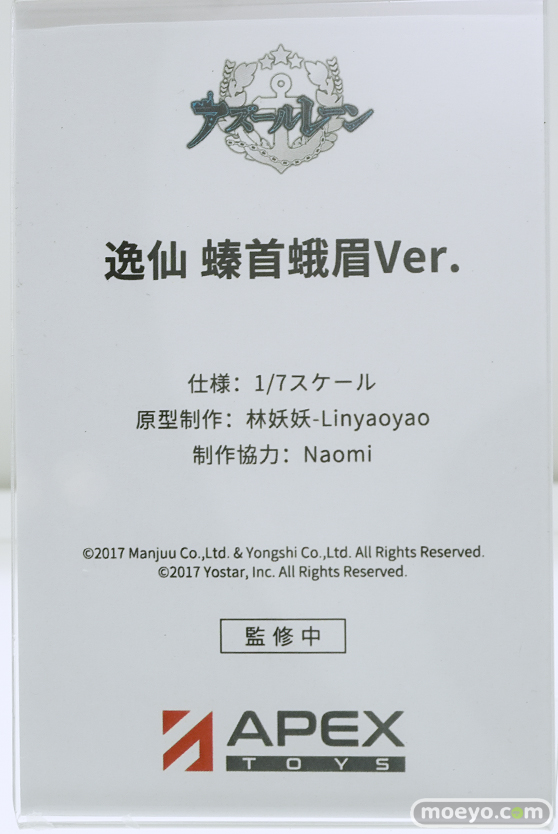 アズールレーン
逸仙 螓首蛾眉Ver.
仕様：1/7スケール
原型制作：林妖妖-Linyaoyao
制作協力：Naomi
©2017 Manjuu Co.,Ltd. & Yongshi Co.,Ltd. All Rights Reserved.
©2017 Yostar, Inc. All Rights Reserved.
監修中
APEX
TOYS
moeyo.com